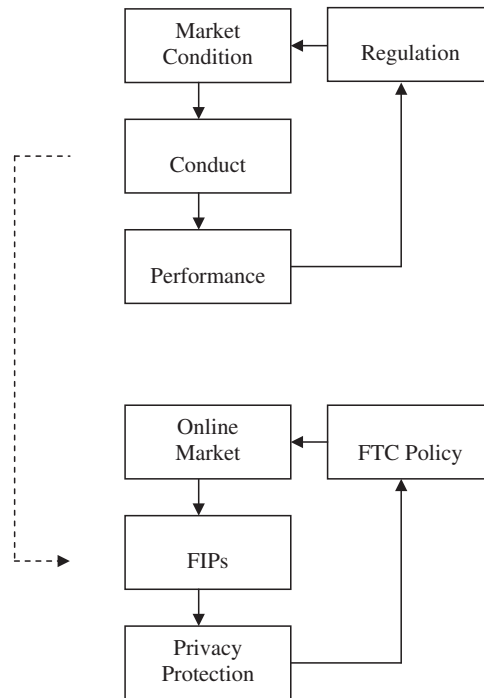 Market
Condition
Regulation
Conduct
Performance
Online
Market
FTC Policy
FIPs
Privacy
Protection